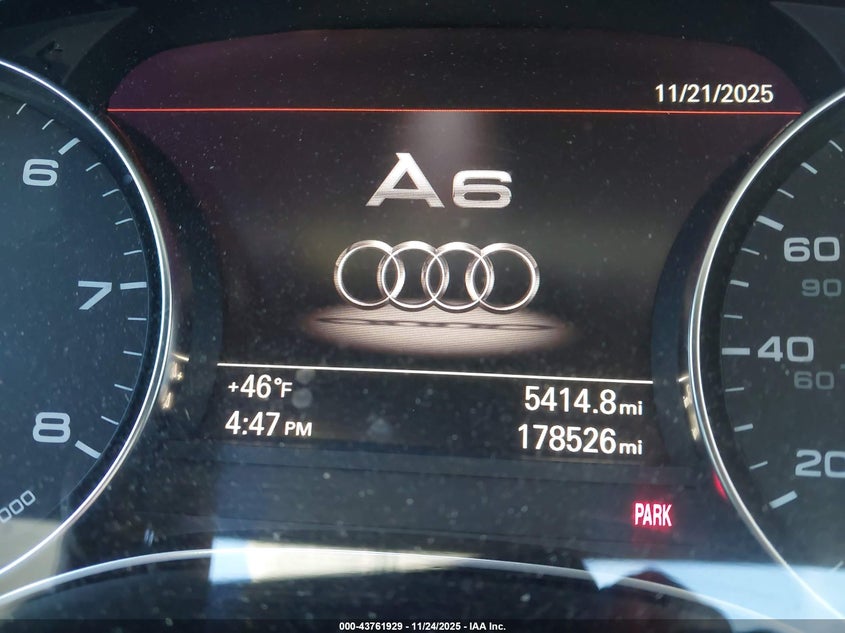 11/21/2025
A6
6
7
8
000
60
90
40
60
20
+46°F
5414.8mi
4:47 PM
178526mi
PARK
000-43761929 - 11/24/2025 - IAA Inc.